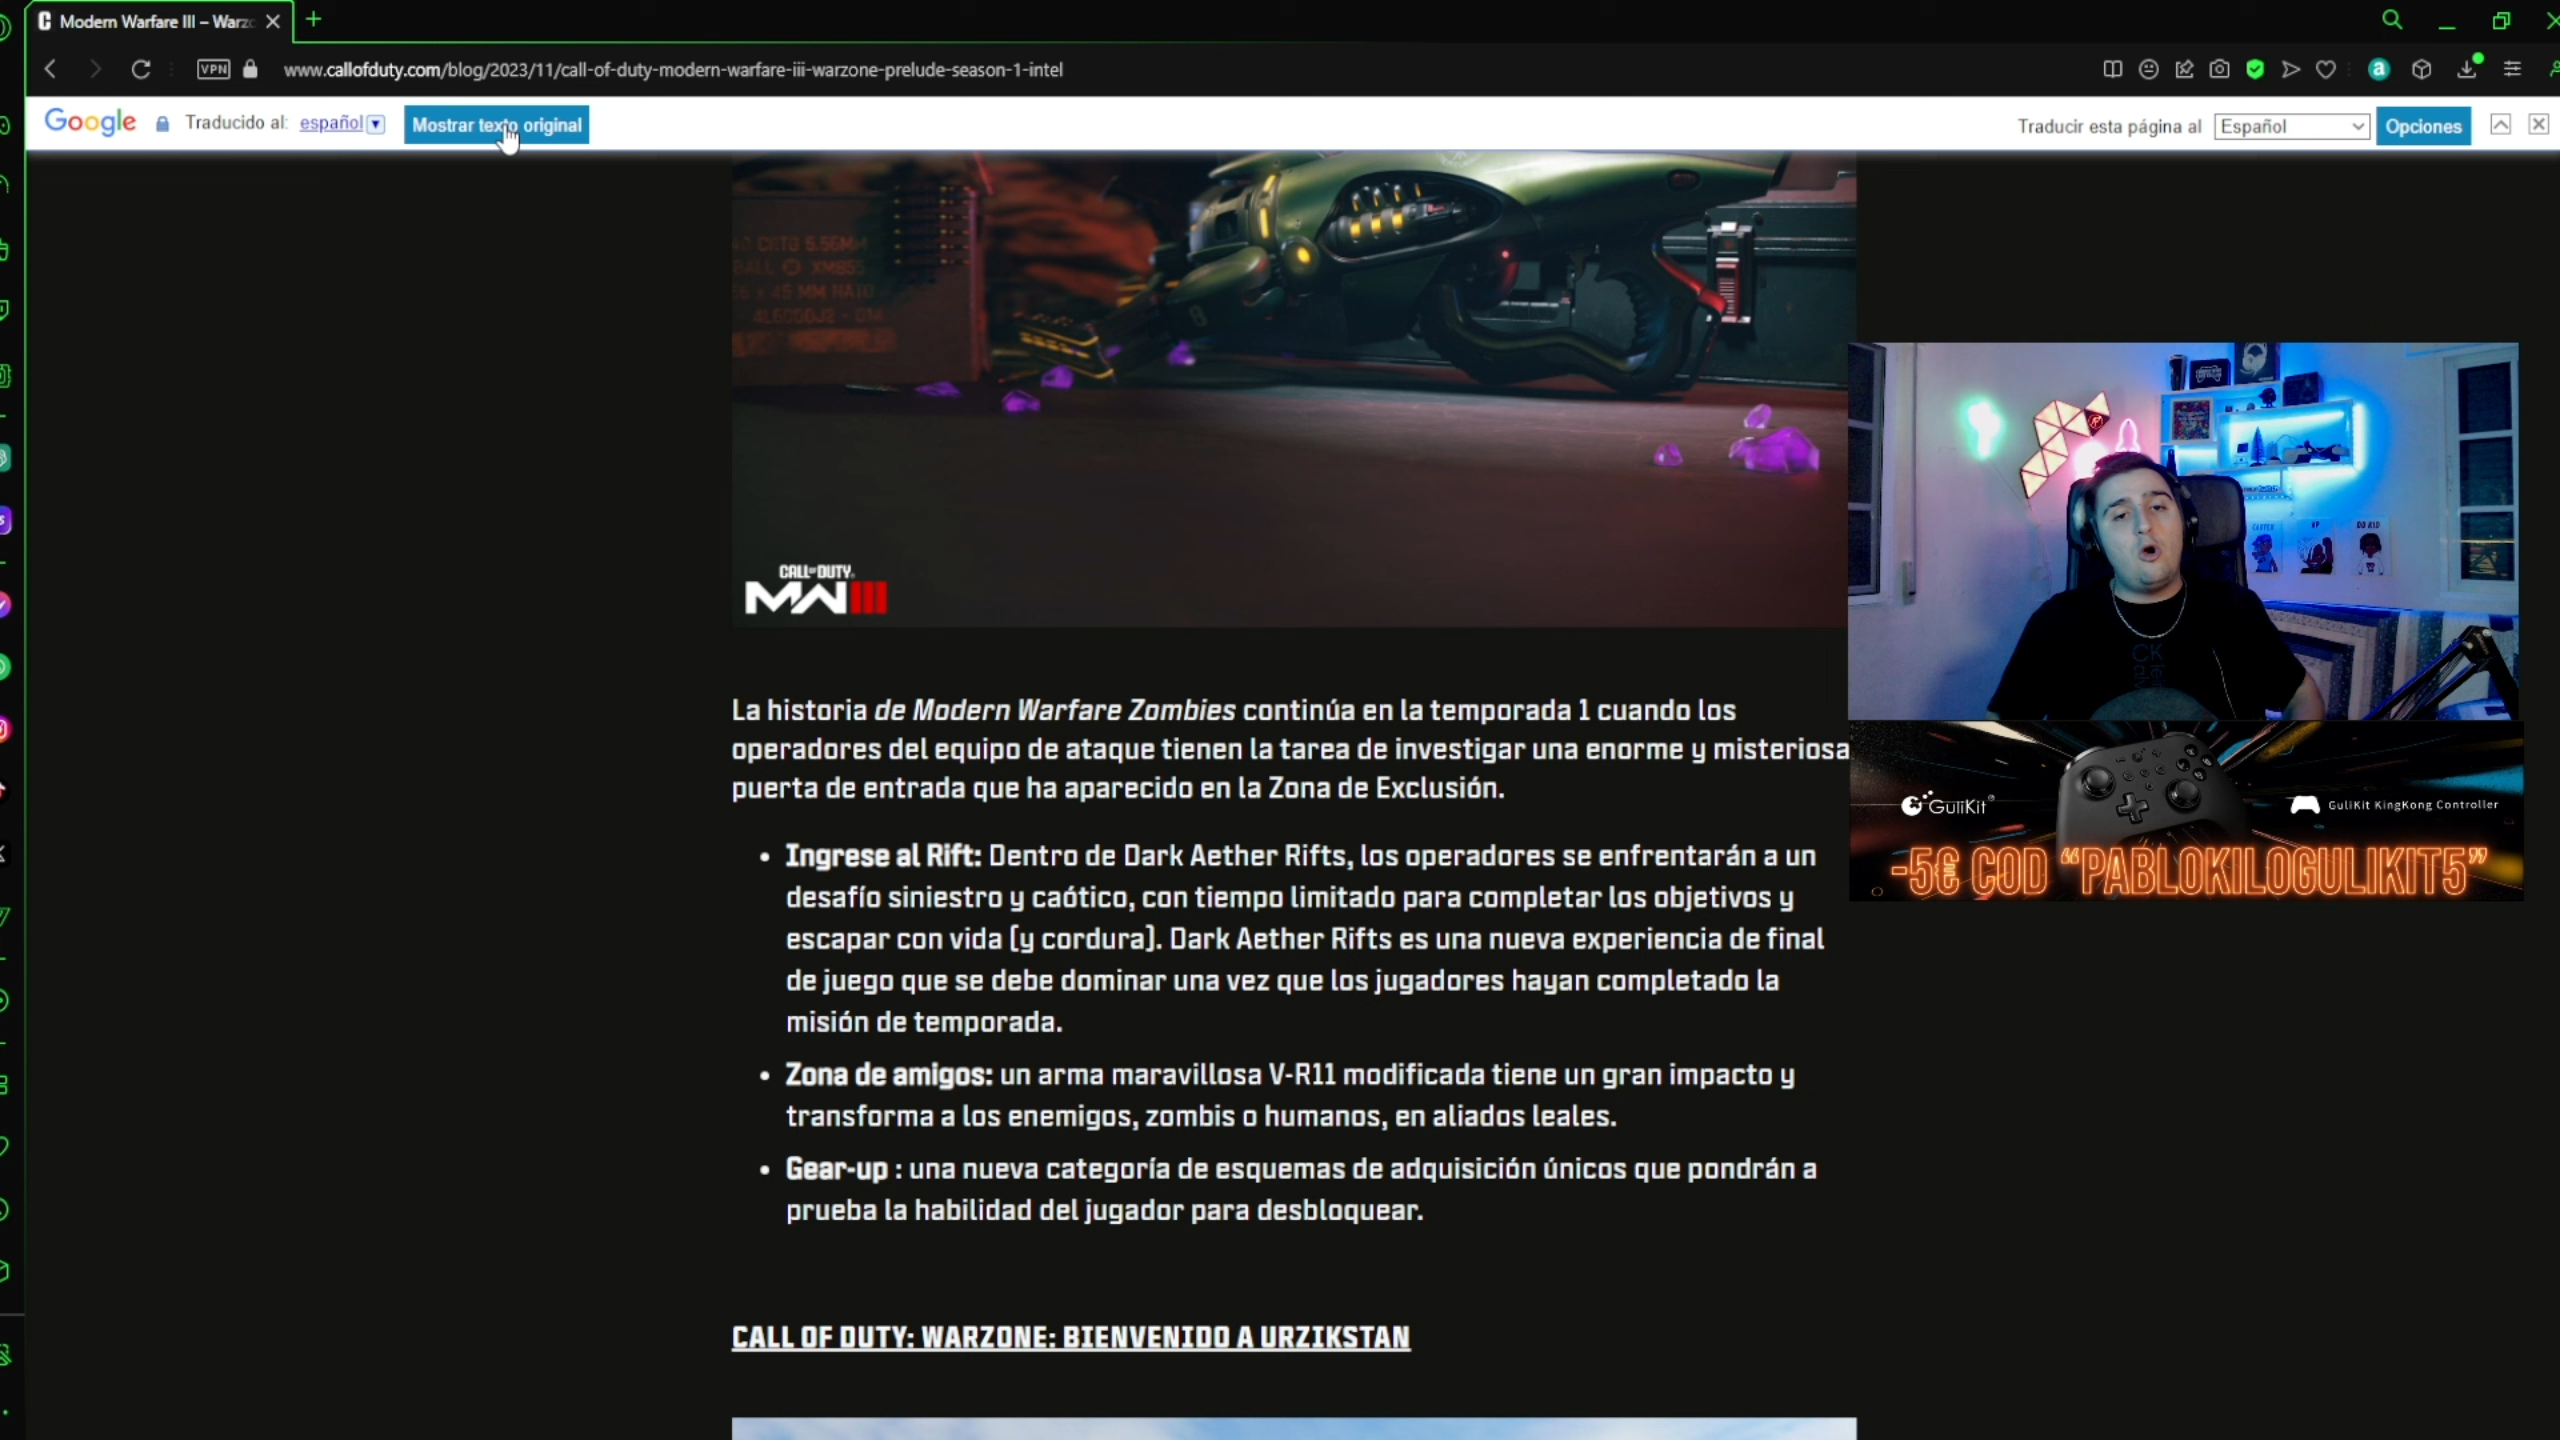 Modern Warfare III – Warz
VPN
www.callofduty.com/blog/2023/11/call-of-duty-modern-warfare-iii-warzone-prelude-season-1-intel
Google
Traducido al: español
Mostrar texto original
Traducir esta página al
Español
Opciones
CALL OF DUTY.
MWIII
La historia de Modern Warfare Zombies continúa en la temporada 1 cuando los
operadores del equipo de ataque tienen la tarea de investigar una enorme y misteriosa
puerta de entrada que ha aparecido en la Zona de Exclusión.
• Ingrese al Rift: Dentro de Dark Aether Rifts, los operadores se enfrentarán a un
desafío siniestro y caótico, con tiempo limitado para completar los objetivos y
escapar con vida (y cordura). Dark Aether Rifts es una nueva experiencia de final
de juego que se debe dominar una vez que los jugadores hayan completado la
misión de temporada.
• Zona de amigos: un arma maravillosa V-R11 modificada tiene un gran impacto y
transforma a los enemigos, zombis o humanos, en aliados leales.
• Gear-up : una nueva categoría de esquemas de adquisición únicos que pondrán a
prueba la habilidad del jugador para desbloquear.
CALL OF DUTY: WARZONE: BIENVENIDO A URZIKSTAN
GuliKit®
GuliKit KingKong Controller
-5€ COD “PABLOKILOGULIKIT5”